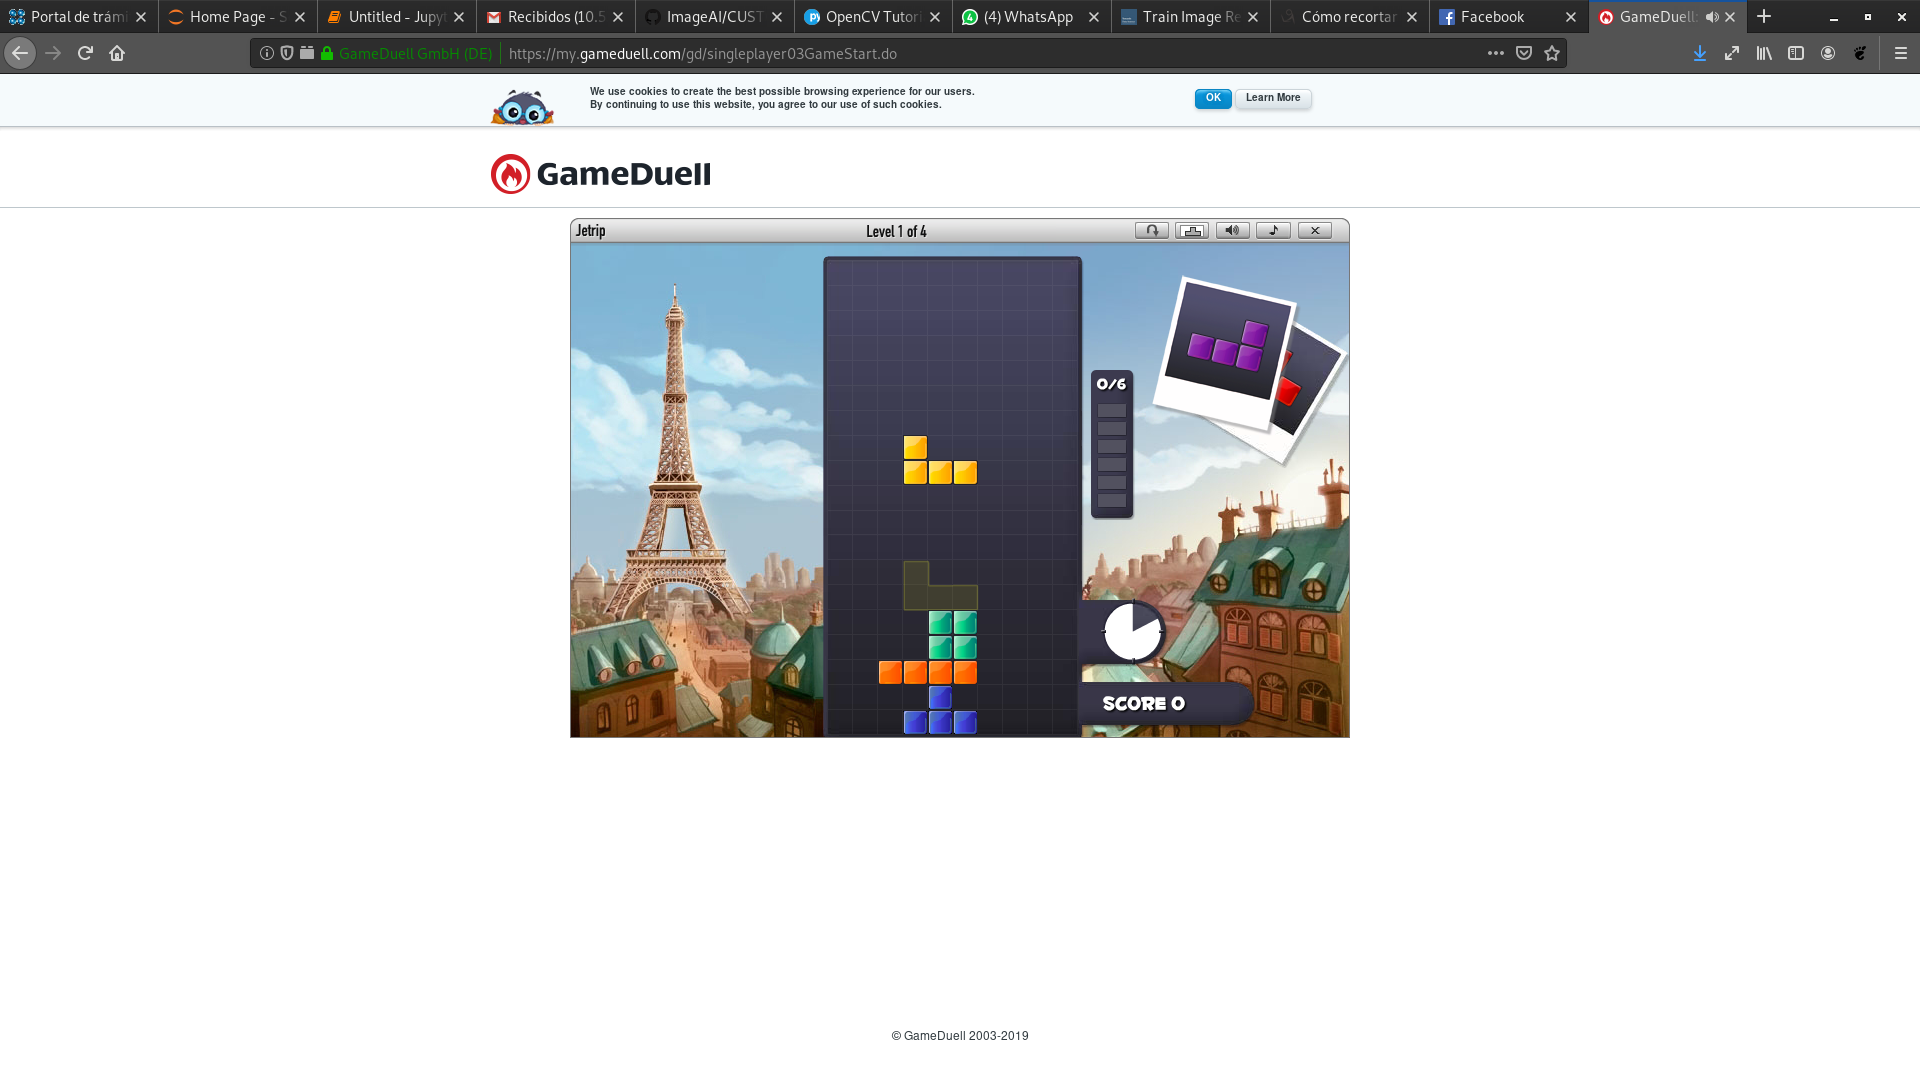 Portal de trámi
Home Page - S
Untitled - Jupyt
Recibidos (10.5
ImageAI/CUST
OpenCV Tutori
(4) WhatsApp
Train Image Re
Cómo recortar
Facebook
GameDuell:
GameDuell GmbH (DE)
https://my.gameduell.com/gd/singleplayer03GameStart.do
We use cookies to create the best possible browsing experience for our users.
By continuing to use this website, you agree to our use of such cookies.
OK
Learn More
GameDuell
Jetrip
Level 1 of 4
0/6
SCORE 0
© GameDuell 2003-2019